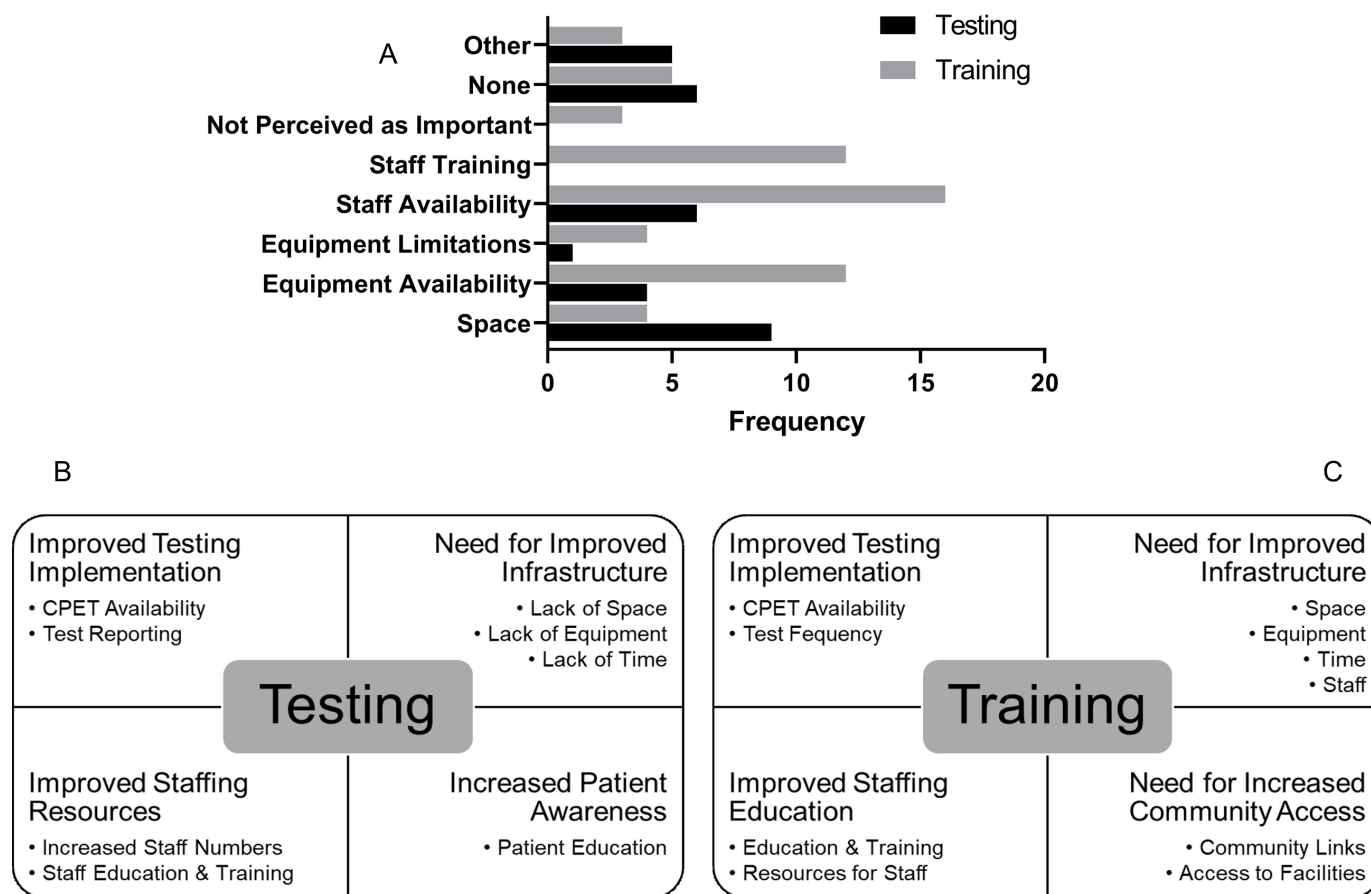 A
Testing
Training
Other
None
Not Perceived as Important
Staff Training
Staff Availability
Equipment Limitations
Equipment Availability
Space
0 5 10 15 20
Frequency
B
Improved Testing
Implementation
• CPET Availability
• Test Reporting
Need for Improved
Infrastructure
• Lack of Space
• Lack of Equipment
• Lack of Time
Testing
Improved Staffing
Resources
• Increased Staff Numbers
• Staff Education & Training
Increased Patient
Awareness
• Patient Education
C
Improved Testing
Implementation
• CPET Availability
• Test Fequency
Need for Improved
Infrastructure
• Space
• Equipment
• Time
• Staff
Training
Improved Staffing
Education
• Education & Training
• Resources for Staff
Need for Increased
Community Access
• Community Links
• Access to Facilities